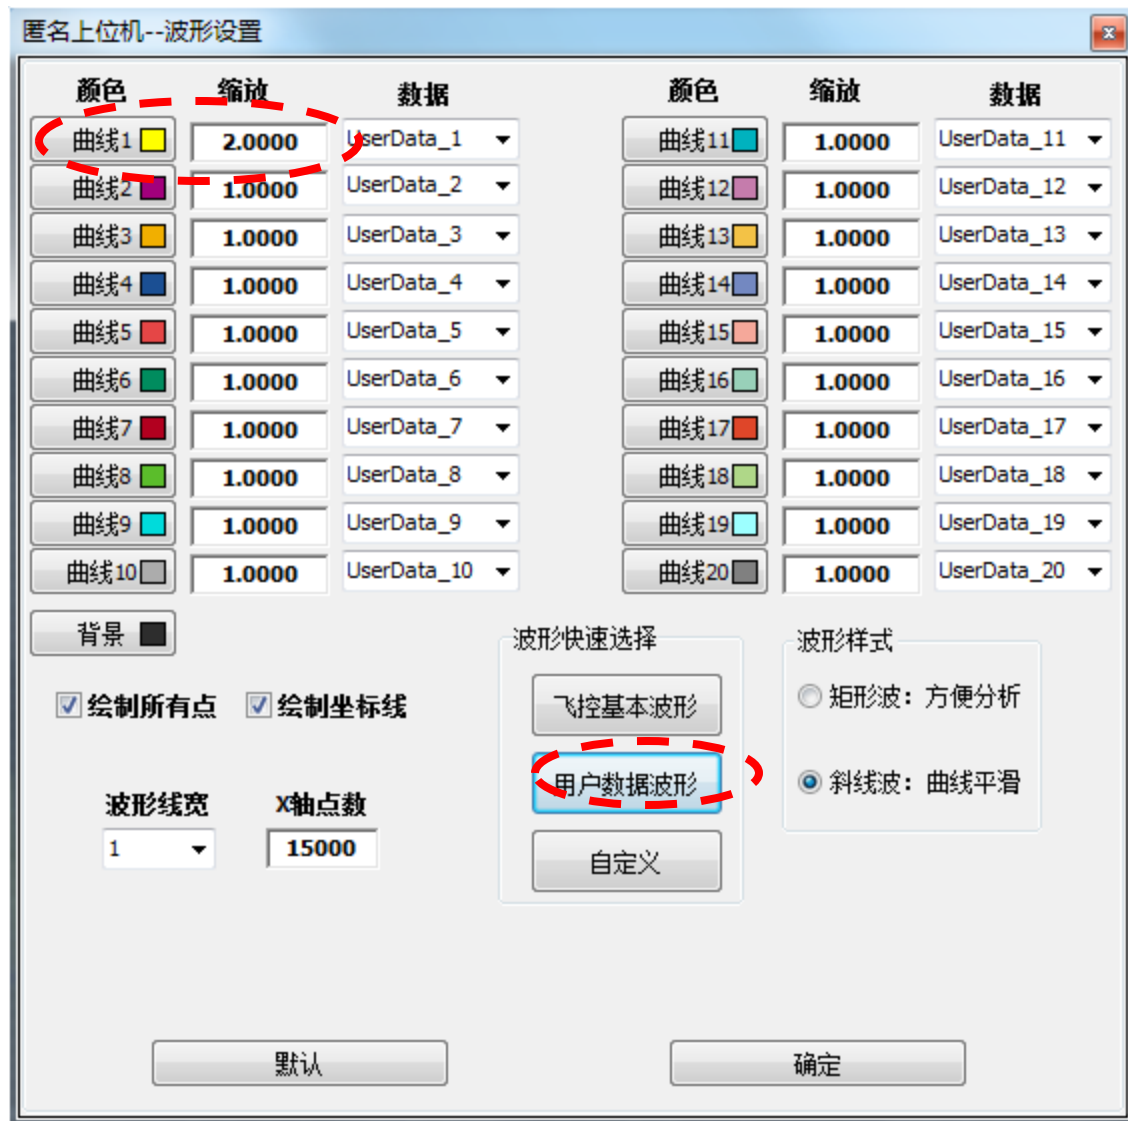 匿名上位机--波形设置
颜色 缩放 数据 颜色 缩放 数据
曲线1 2.0000 UserData_1 曲线11 1.0000 UserData_11
曲线2 1.0000 UserData_2 曲线12 1.0000 UserData_12
曲线3 1.0000 UserData_3 曲线13 1.0000 UserData_13
曲线4 1.0000 UserData_4 曲线14 1.0000 UserData_14
曲线5 1.0000 UserData_5 曲线15 1.0000 UserData_15
曲线6 1.0000 UserData_6 曲线16 1.0000 UserData_16
曲线7 1.0000 UserData_7 曲线17 1.0000 UserData_17
曲线8 1.0000 UserData_8 曲线18 1.0000 UserData_18
曲线9 1.0000 UserData_9 曲线19 1.0000 UserData_19
曲线10 1.0000 UserData_10 曲线20 1.0000 UserData_20
背景
波形快速选择 波形样式
绘制所有点 绘制坐标线 飞控基本波形 矩形波：方便分析
用户数据波形 斜线波：曲线平滑
波形线宽 X轴点数
1 15000 自定义
默认 确定